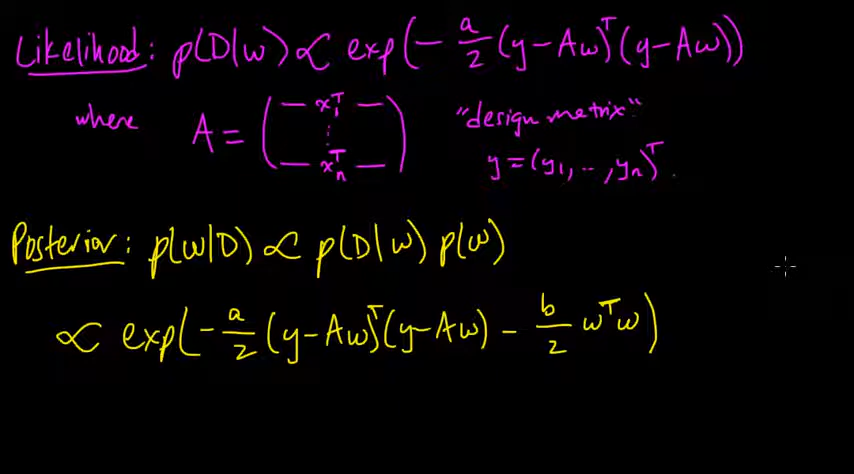 Likelihood: p(D|w) ∝ exp(− a/2 (y−Aw)ᵀ(y−Aw))
where A = ( — x₁ᵀ — ⋮ — xₙᵀ — ) "design matrix"
y = (y₁, .., yₙ)ᵀ.
Posterior: p(w|D) ∝ p(D|w) p(w)
∝ exp(− a/2 (y−Aw)ᵀ(y−Aw) − b/2 wᵀw)